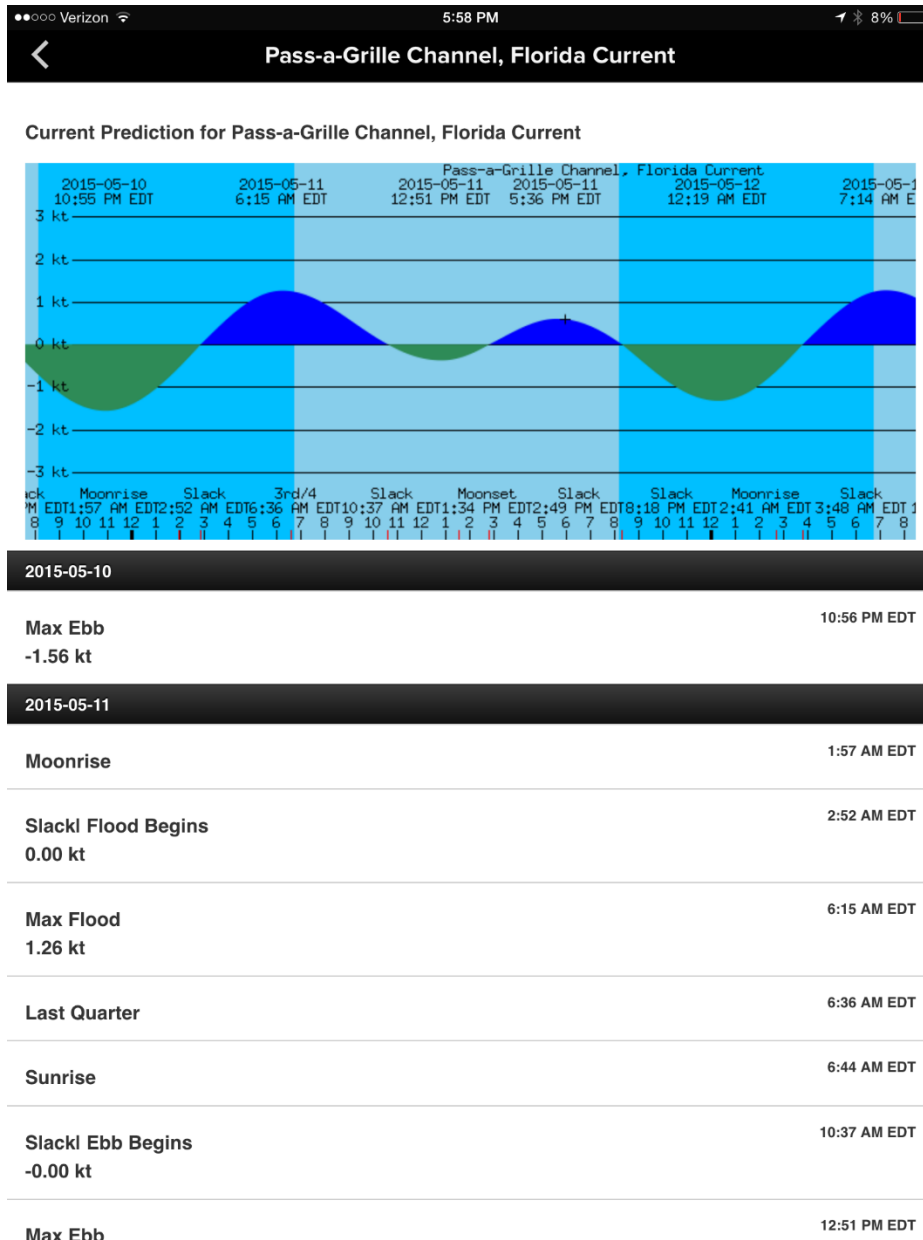 Verizon 5:58 PM 8%
Pass-a-Grille Channel, Florida Current
Current Prediction for Pass-a-Grille Channel, Florida Current
Pass-a-Grille Channel, Florida Current
2015-05-10 2015-05-11 2015-05-11 2015-05-11 2015-05-12 2015-05-1
10:55 PM EDT 6:15 AM EDT 12:51 PM EDT 5:36 PM EDT 12:19 AM EDT 7:14 AM E
3 kt
2 kt
1 kt
0 kt
-1 kt
-2 kt
-3 kt
ck Moonrise Slack 3rd/4 Slack Moonset Slack Slack Moonrise Slack
M EDT1:57 AM EDT2:52 AM EDT6:36 AM EDT10:37 AM EDT1:34 PM EDT2:49 PM EDT8:18 PM EDT2:41 AM EDT3:48 AM EDT1
8 9 10 11 12 1 2 3 4 5 6 7 8 9 10 11 12 1 2 3 4 5 6 7 8 9 10 11 12 1 2 3 4 5 6 7 8
2015-05-10
Max Ebb 10:56 PM EDT
-1.56 kt
2015-05-11
Moonrise 1:57 AM EDT
Slackl Flood Begins 2:52 AM EDT
0.00 kt
Max Flood 6:15 AM EDT
1.26 kt
Last Quarter 6:36 AM EDT
Sunrise 6:44 AM EDT
Slackl Ebb Begins 10:37 AM EDT
-0.00 kt
Max Ebb 12:51 PM EDT